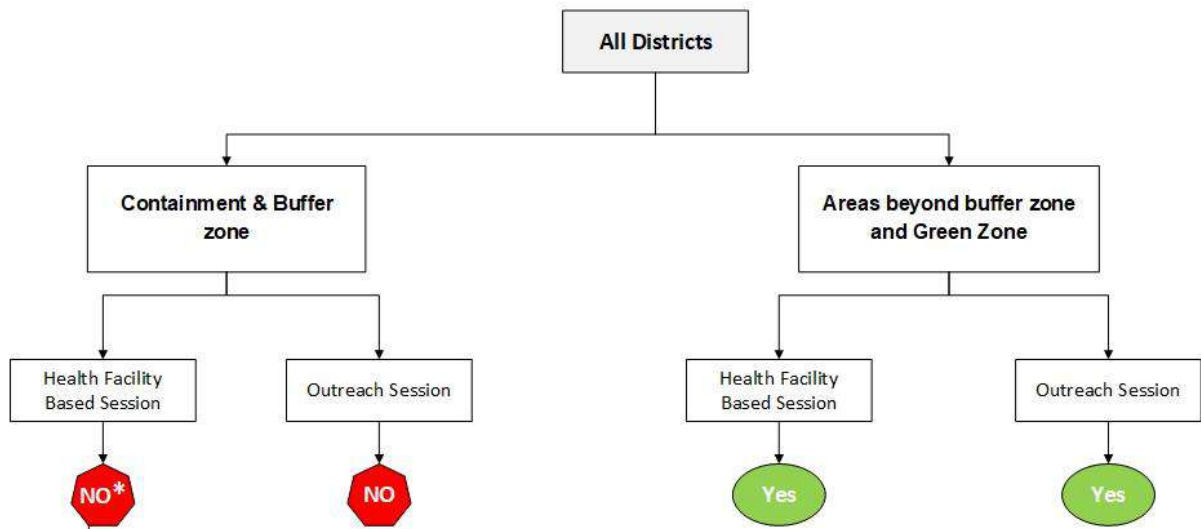 All Districts
Containment & Buffer
zone
Areas beyond buffer zone
and Green Zone
Health Facility
Based Session
Outreach Session
Health Facility
Based Session
Outreach Session
NO*
NO
Yes
Yes